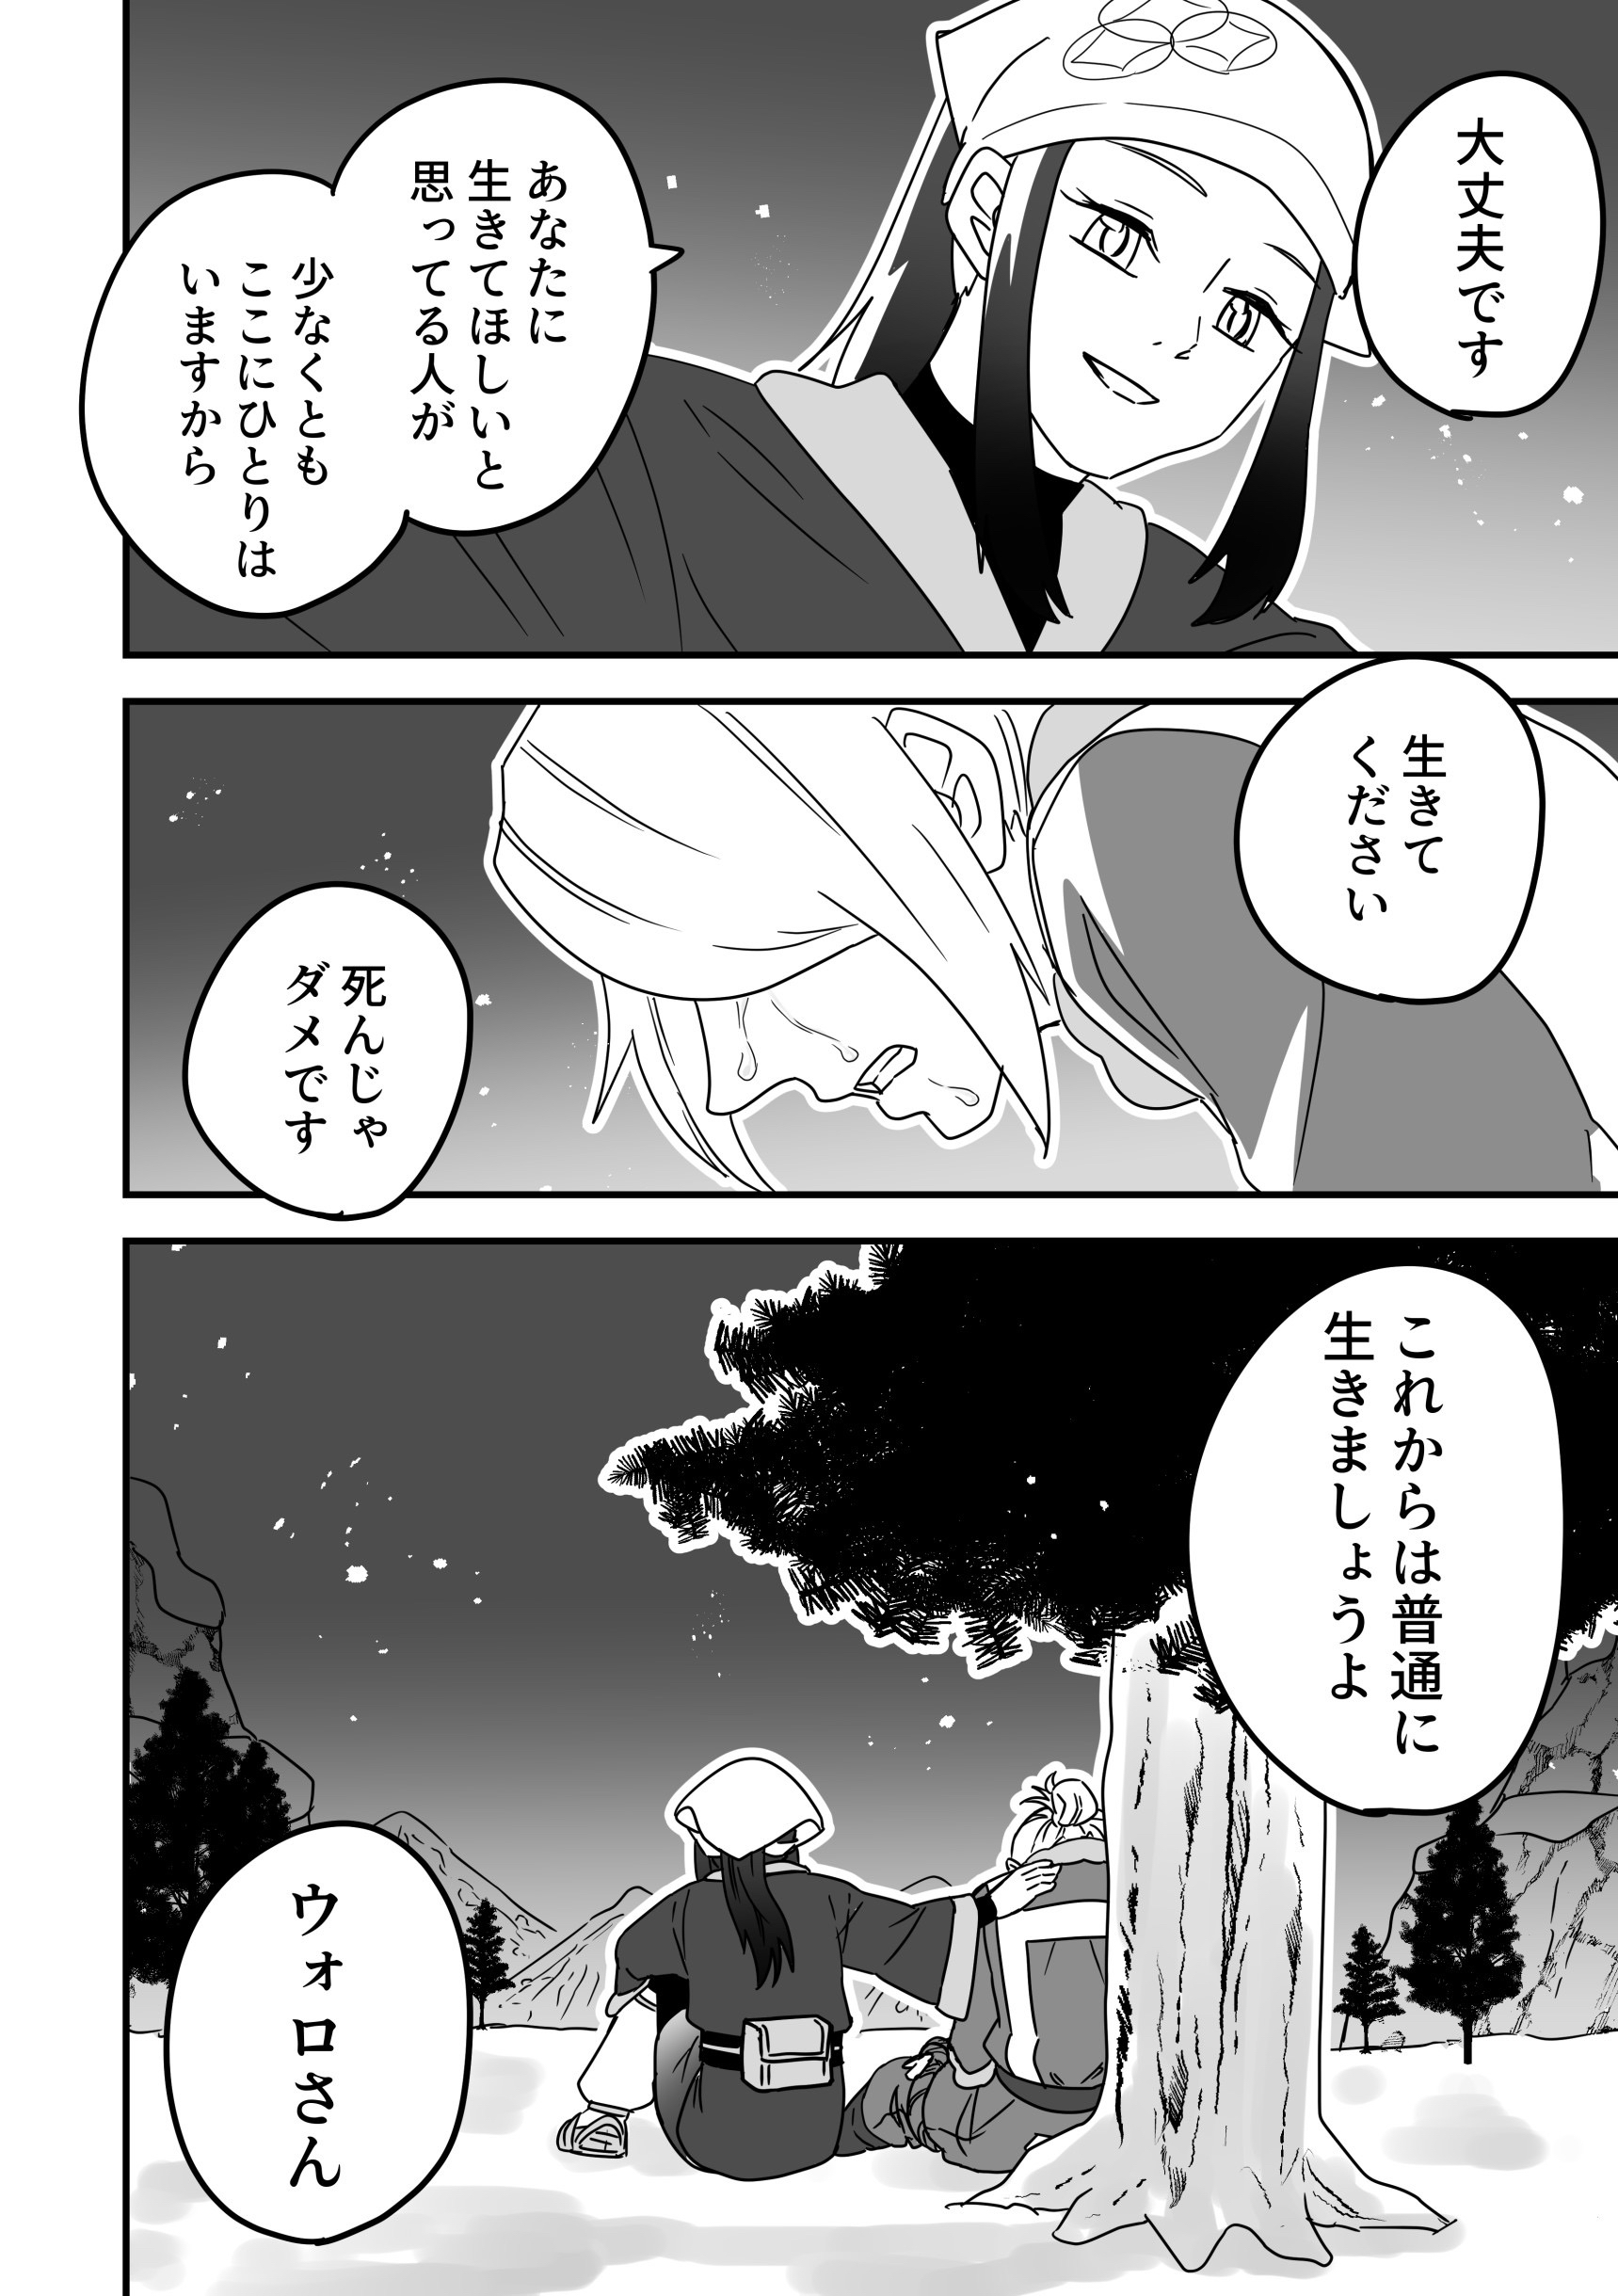 大丈夫です
あなたに
生きてほしいと
思ってる人が
少なくとも
ここにひとりは
いますから
生きて
ください
死んじゃ
ダメです
これからは普通に
生きましょうよ
ウォロさん